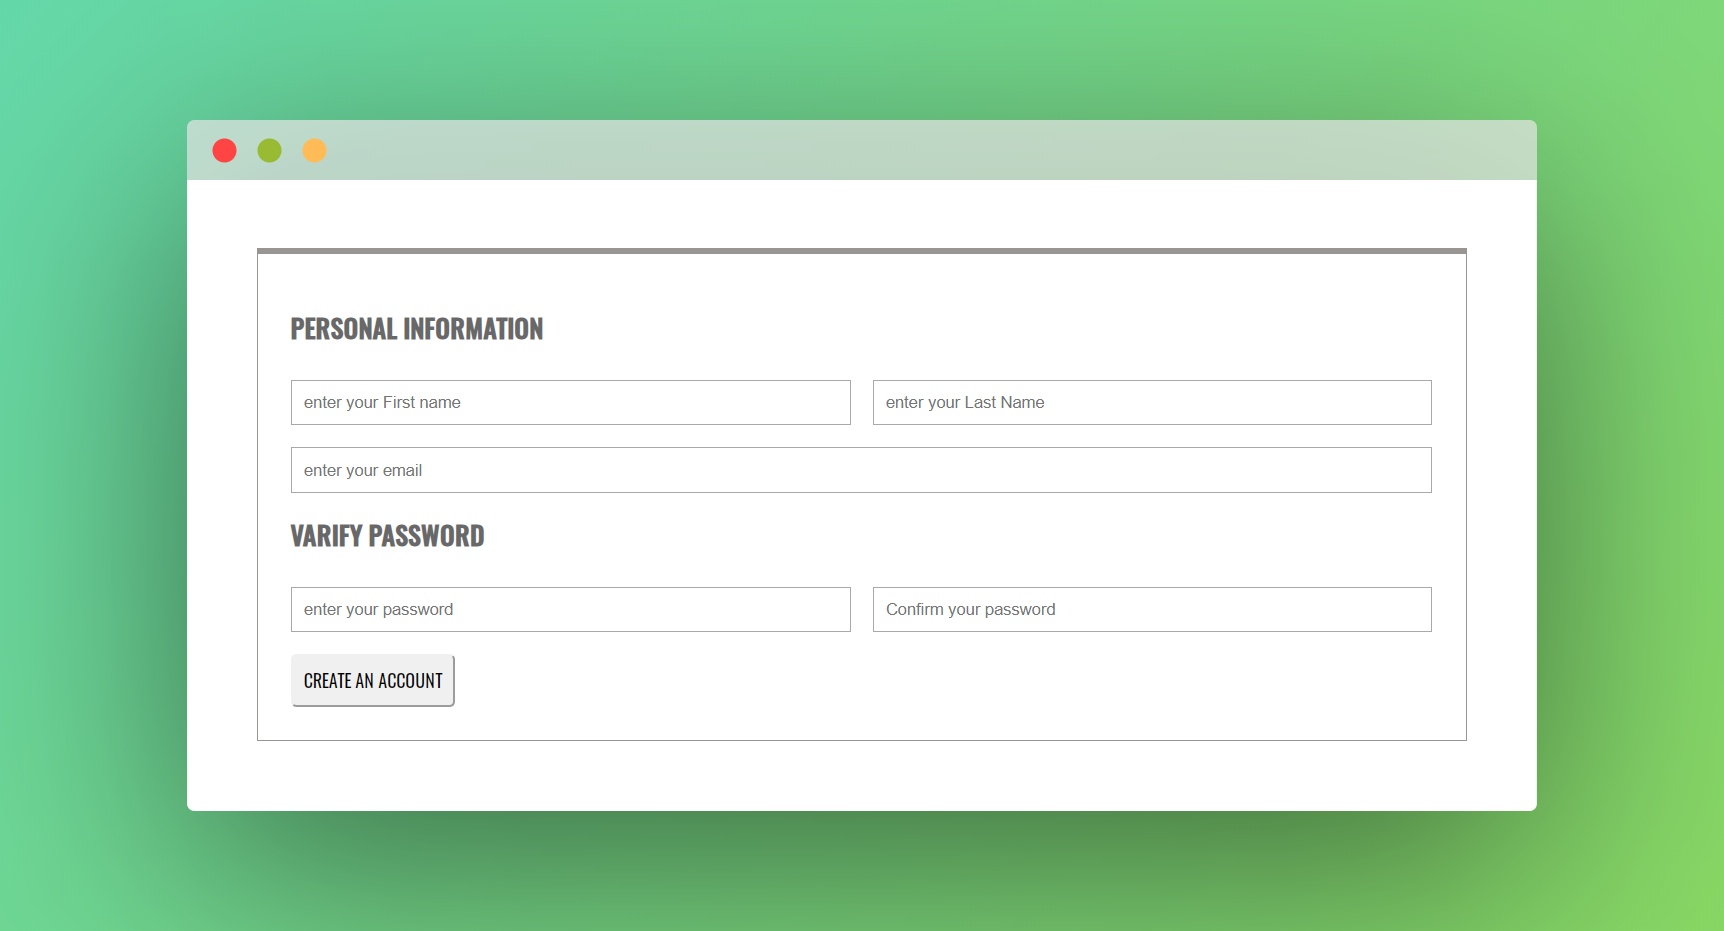 PERSONAL INFORMATION
enter your First name
enter your Last Name
enter your email
VARIFY PASSWORD
enter your password
Confirm your password
CREATE AN ACCOUNT